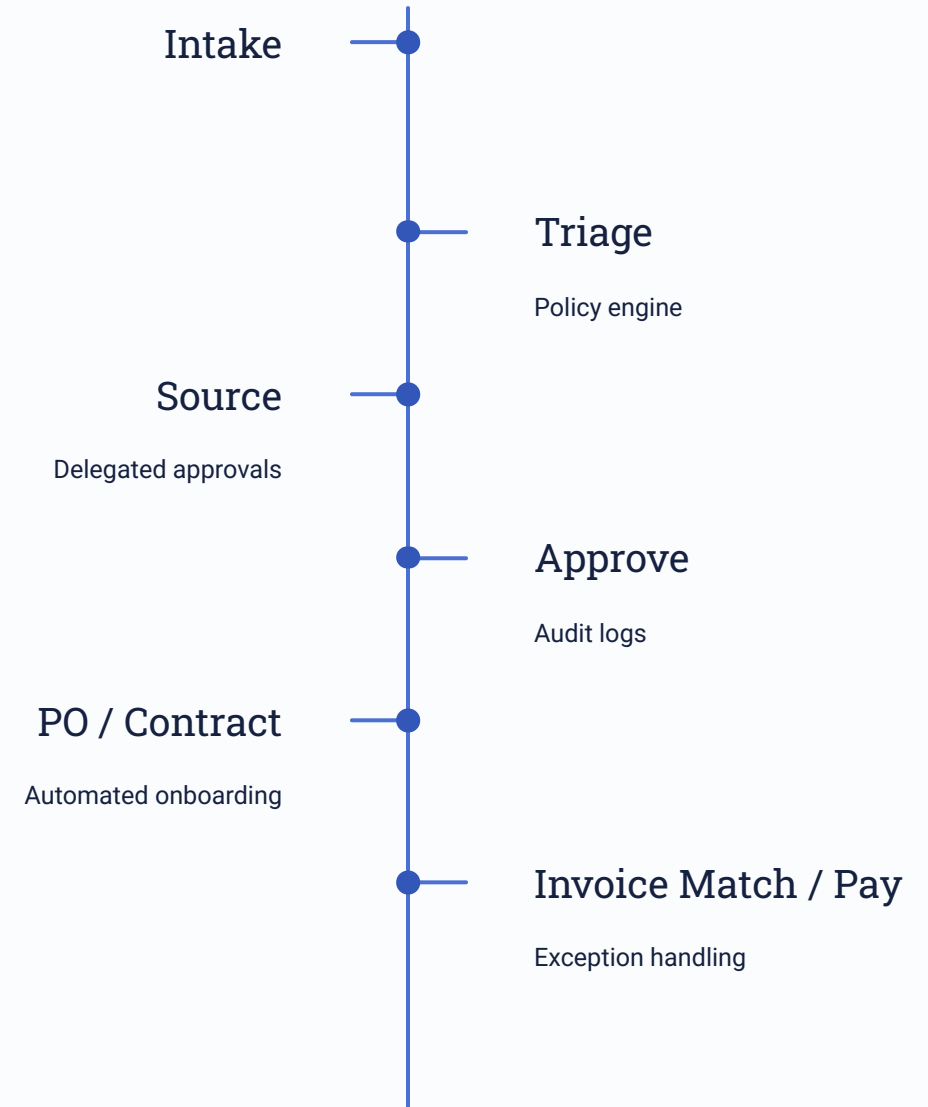 Intake
Triage
Policy engine
Source
Delegated approvals
Approve
Audit logs
PO / Contract
Automated onboarding
Invoice Match / Pay
Exception handling